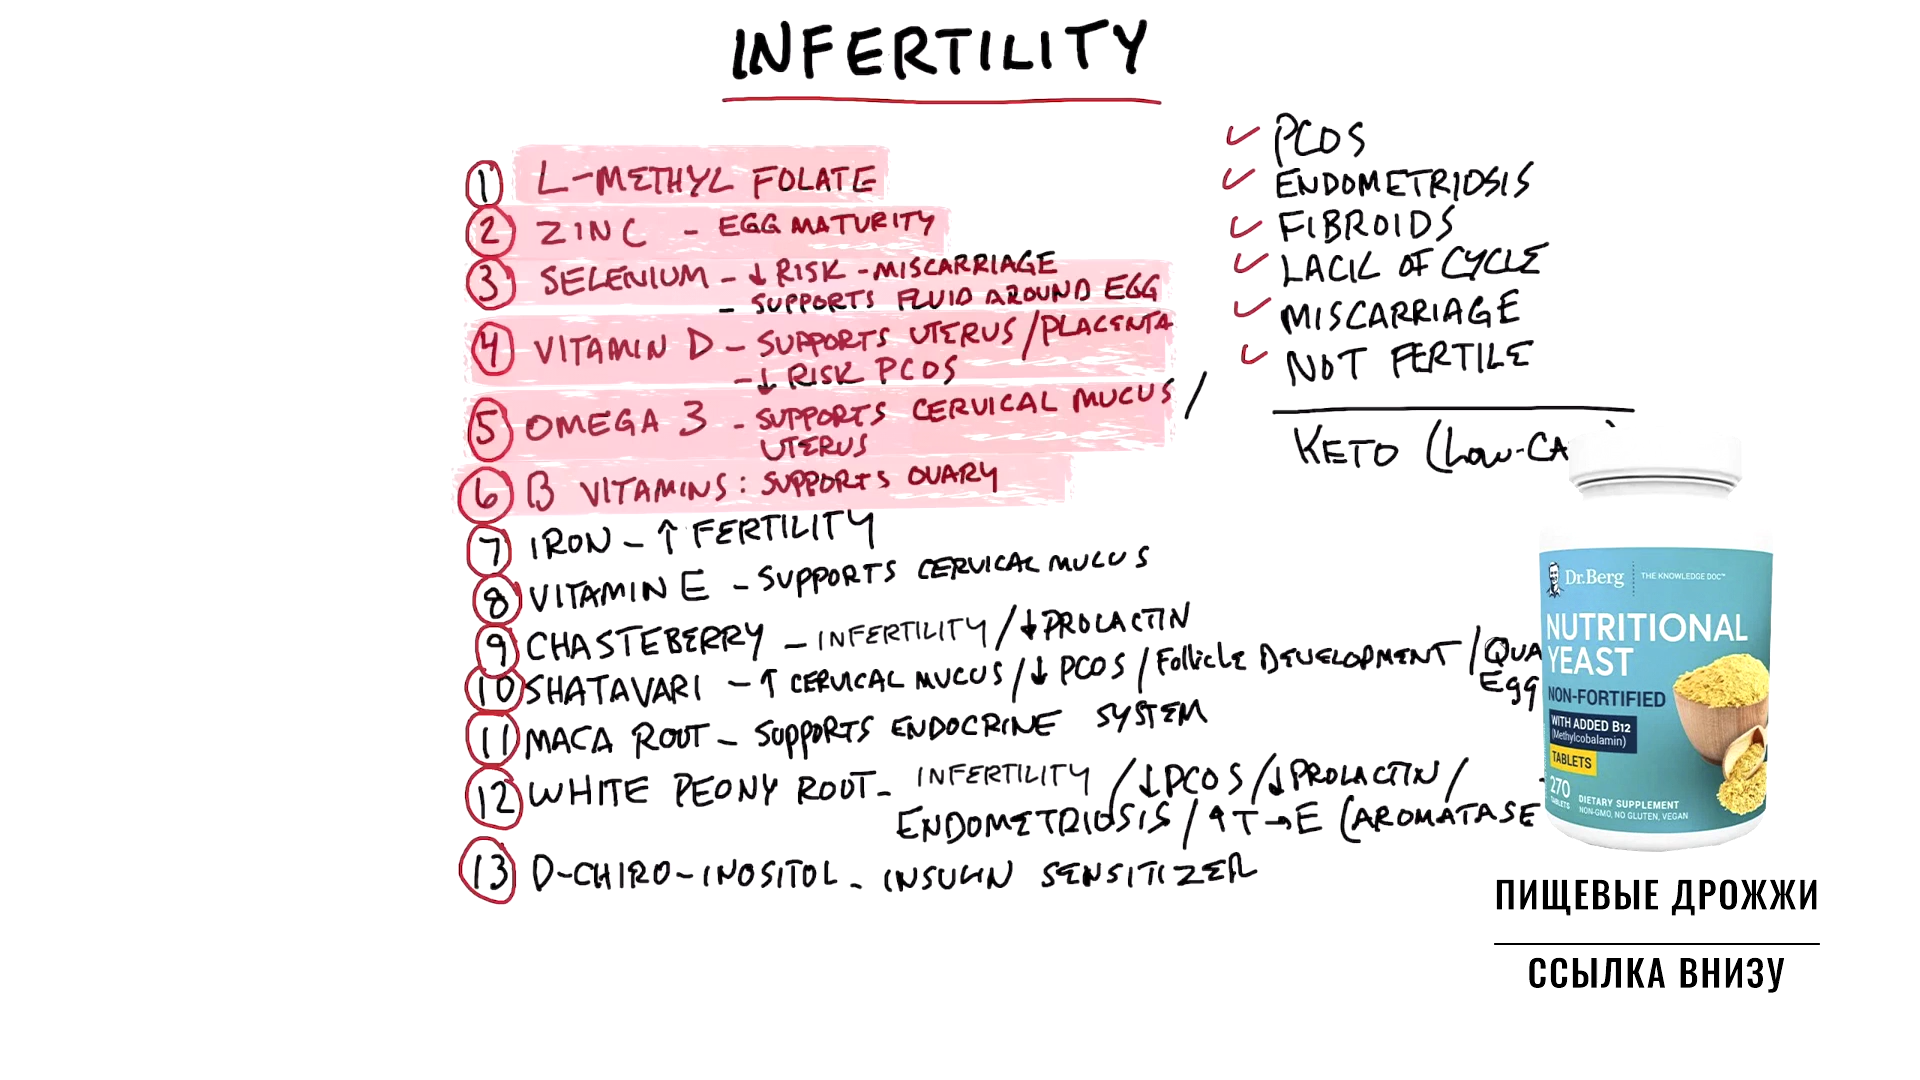 INFERTILITY
1 L-METHYL FOLATE
2 ZINC - EGG MATURITY
3 SELENIUM - ↓ RISK - MISCARRIAGE
- SUPPORTS FLUID AROUND EGG
4 VITAMIN D - SUPPORTS UTERUS/PLACENTA
- ↓ RISK PCOS
5 OMEGA 3 - SUPPORTS CERVICAL MUCUS /
UTERUS
6 B VITAMINS: SUPPORTS OVARY
7 IRON - ↑ FERTILITY
8 VITAMIN E - SUPPORTS CERVICAL MUCUS
9 CHASTEBERRY - INFERTILITY / ↓ PROLACTIN
10 SHATAVARI - ↑ CERVICAL MUCUS / ↓ PCOS / FOLLICLE DEVELOPMENT / QUA
Egg
11 MACA ROOT - SUPPORTS ENDOCRINE SYSTEM
12 WHITE PEONY ROOT - INFERTILITY / ↓ PCOS / ↓ PROLACTIN /
ENDOMETRIOSIS / ↑ T → E (AROMATASE
13 D-CHIRO-INOSITOL - INSULIN SENSITIZER
✓ PCOS
✓ ENDOMETRIOSIS
✓ FIBROIDS
✓ LACK OF CYCLE
✓ MISCARRIAGE
✓ NOT FERTILE
KETO (Low-CA
Dr.Berg THE KNOWLEDGE DOC™
NUTRITIONAL
YEAST
NON-FORTIFIED
WITH ADDED B12
(Methylcobalamin)
TABLETS
270
TABLETS
DIETARY SUPPLEMENT
NON-GMO, NO GLUTEN, VEGAN
ПИЩЕВЫЕ ДРОЖЖИ
ССЫЛКА ВНИЗУ